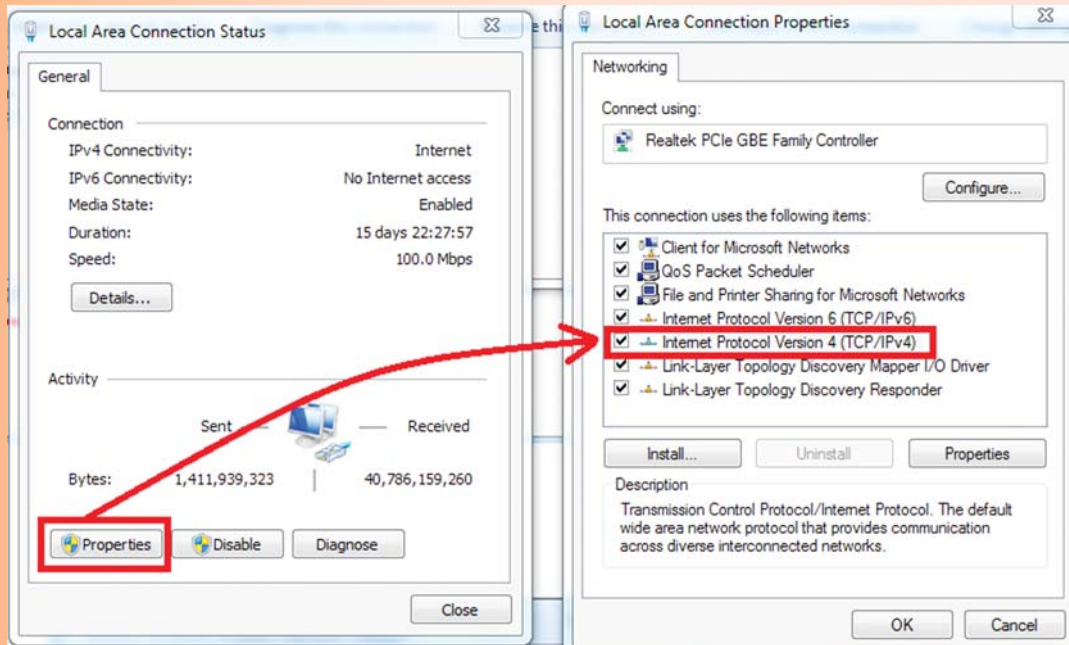 Local Area Connection Status
General
Connection
IPv4 Connectivity: Internet
IPv6 Connectivity: No Internet access
Media State: Enabled
Duration: 15 days 22:27:57
Speed: 100.0 Mbps
Details...
Activity
Sent Received
Bytes: 1,411,939,323 40,786,159,260
Properties Disable Diagnose
Close
Local Area Connection Properties
Networking
Connect using:
Realtek PCIe GBE Family Controller
Configure...
This connection uses the following items:
Client for Microsoft Networks
QoS Packet Scheduler
File and Printer Sharing for Microsoft Networks
Internet Protocol Version 6 (TCP/IPv6)
Internet Protocol Version 4 (TCP/IPv4)
Link-Layer Topology Discovery Mapper I/O Driver
Link-Layer Topology Discovery Responder
Install... Uninstall Properties
Description
Transmission Control Protocol/Internet Protocol. The default
wide area network protocol that provides communication
across diverse interconnected networks.
OK Cancel